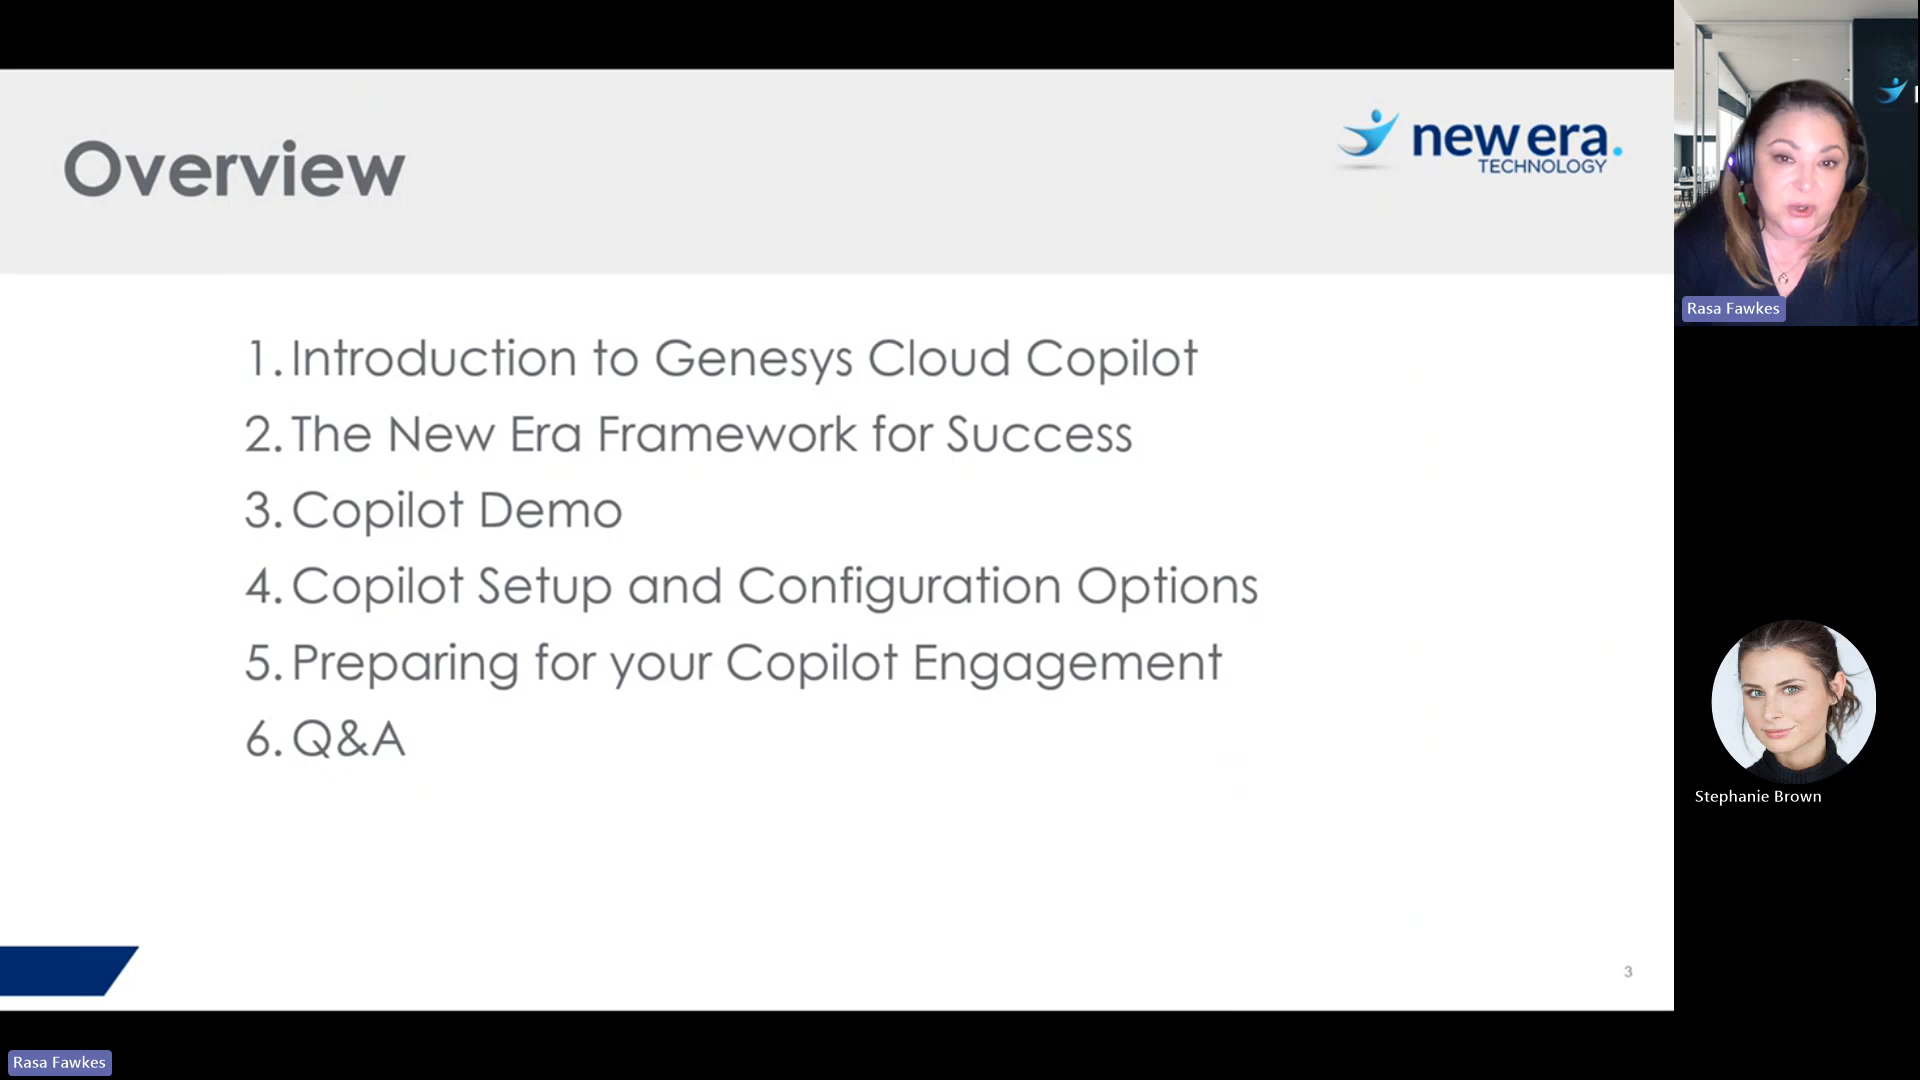 Overview
new era.
TECHNOLOGY
1. Introduction to Genesys Cloud Copilot
2. The New Era Framework for Success
3. Copilot Demo
4. Copilot Setup and Configuration Options
5. Preparing for your Copilot Engagement
6. Q&A
3
Rasa Fawkes
Stephanie Brown
Rasa Fawkes